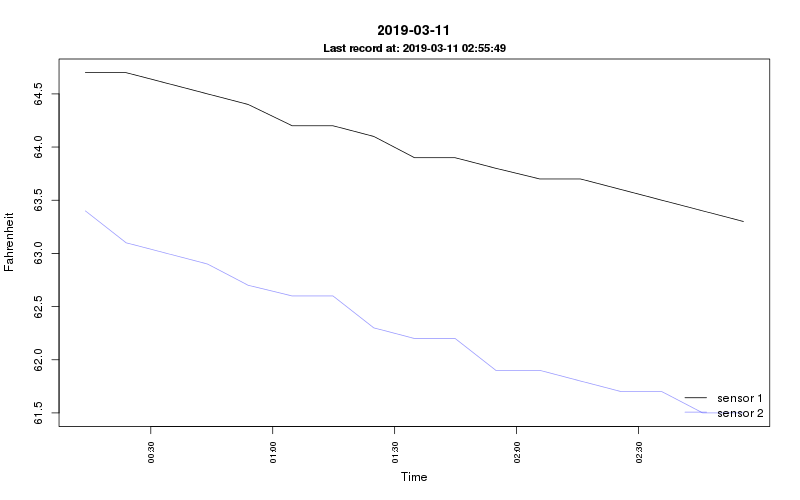 2019-03-11
Last record at: 2019-03-11 02:55:49
Fahrenheit
64.5
64.0
63.5
63.0
62.5
62.0
61.5
sensor 1
sensor 2
00:30
01:00
01:30
02:00
02:30
Time